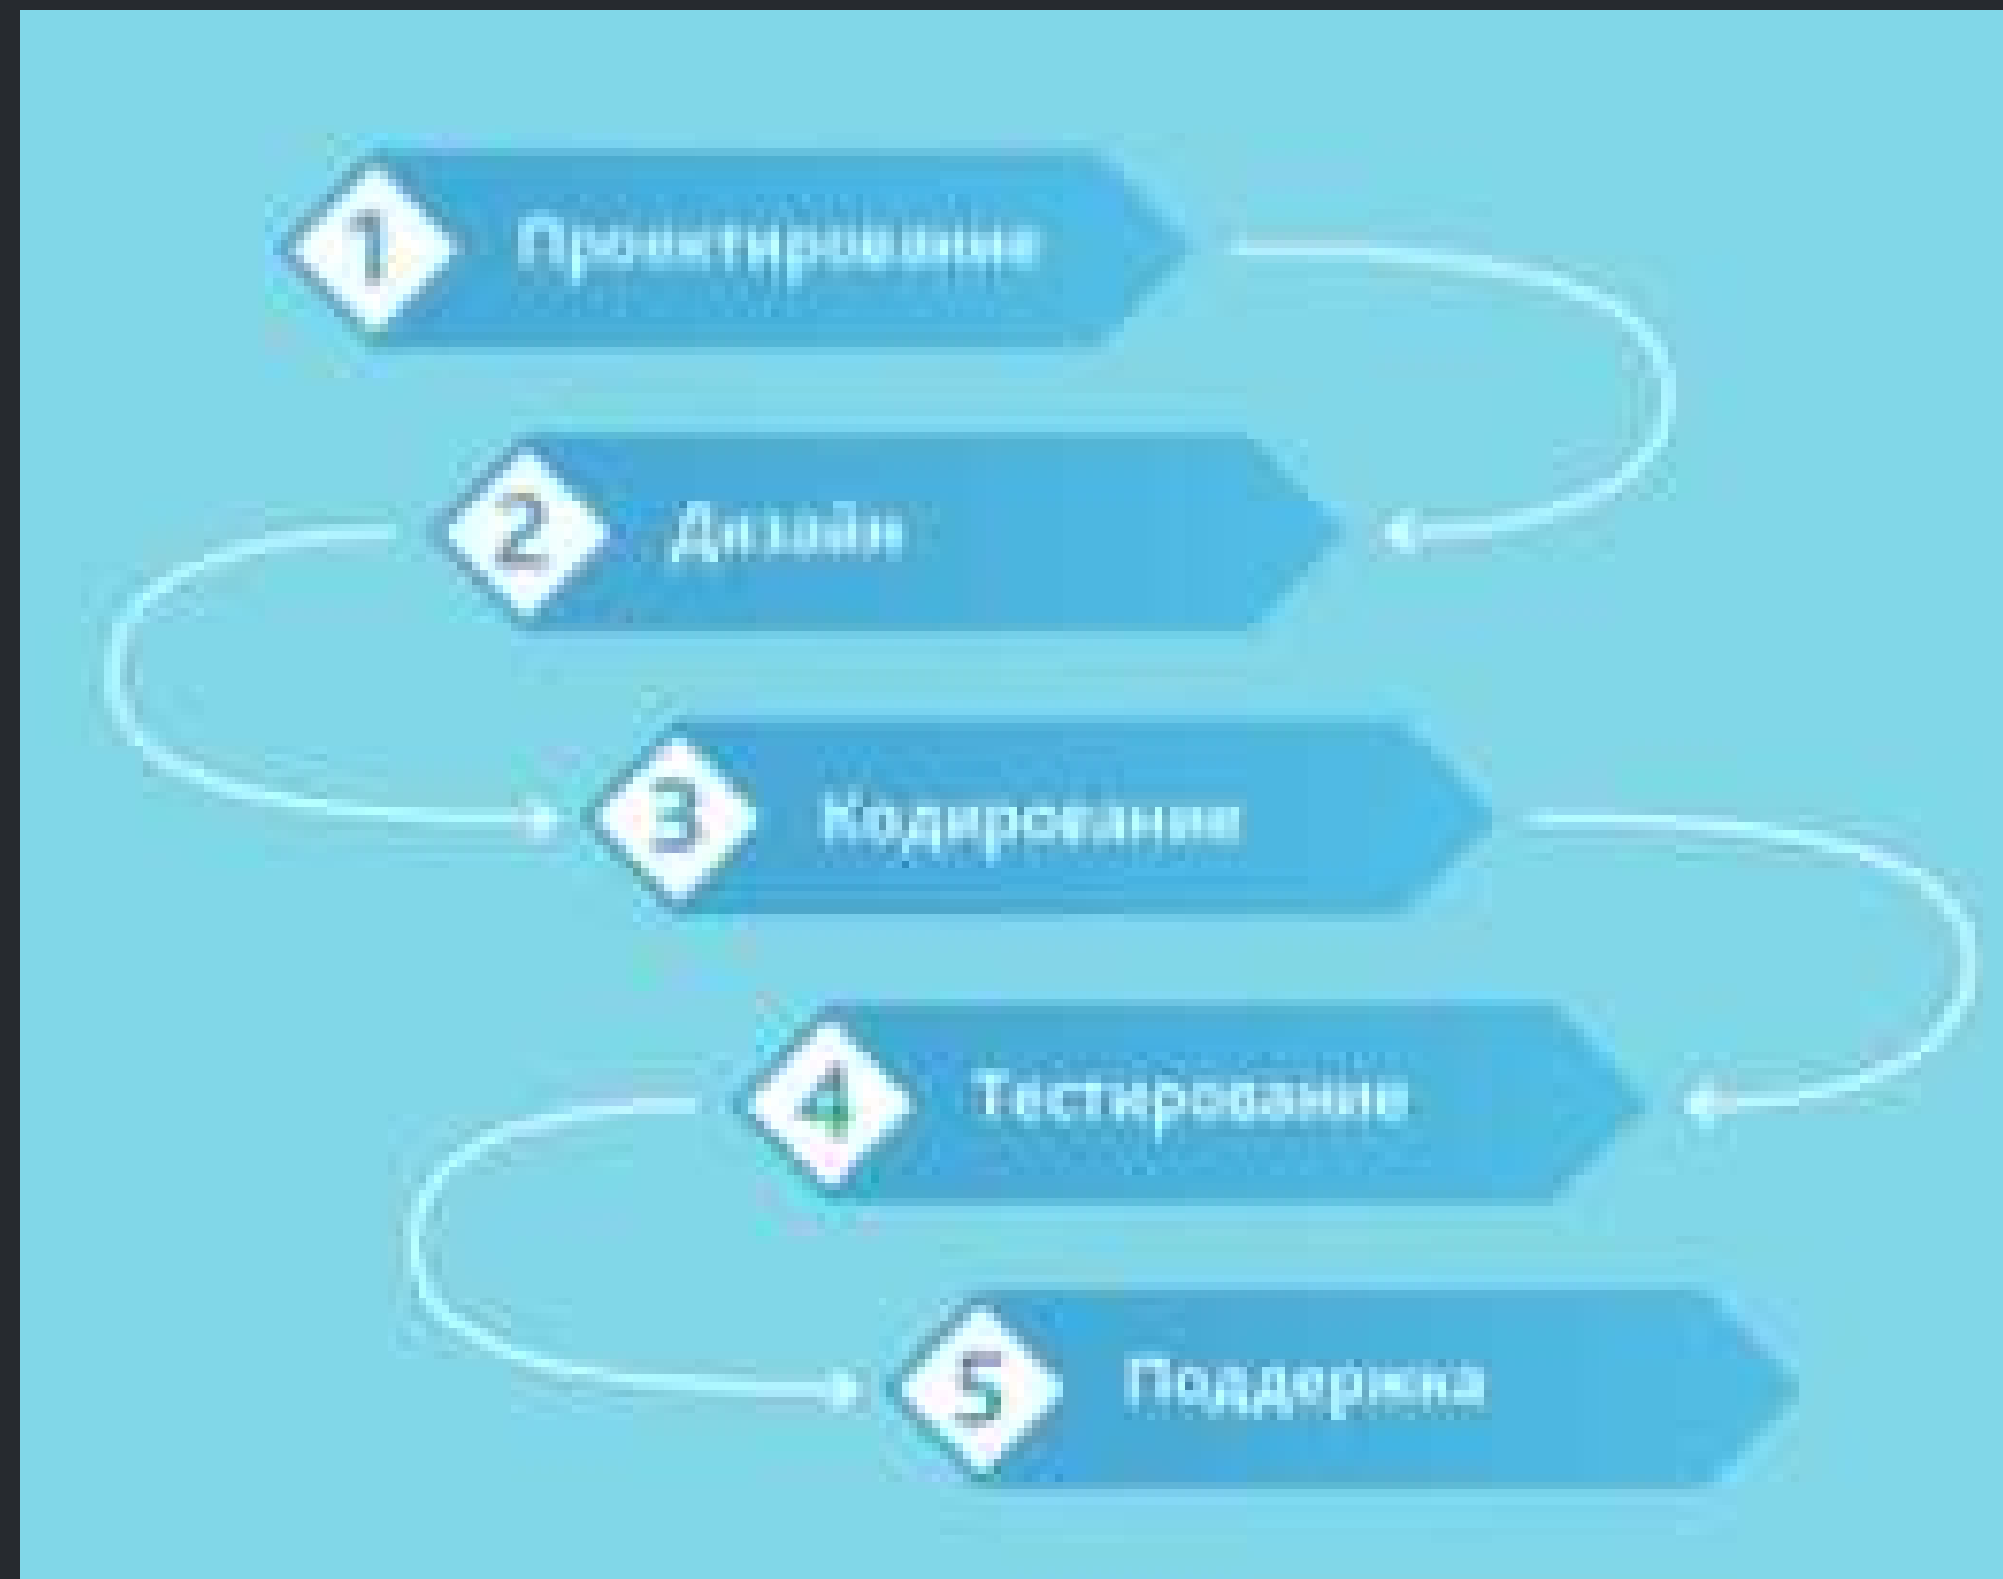 1 Проектирование
2 Дизайн
3 Кодирование
4 Тестирование
5 Поддержка